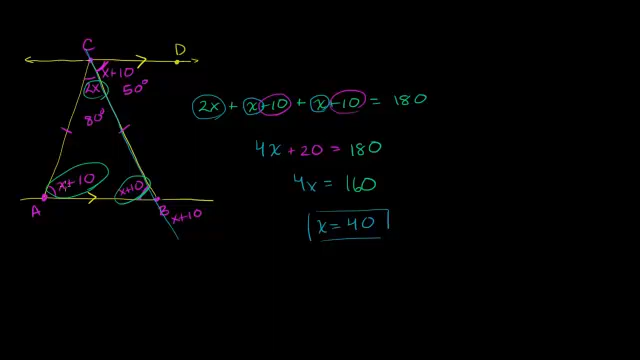 C
D
x+10
2x
50°
80°
x+10
x+10
A
B
x+10
2x + x+10 + x+10 = 180
4x + 20 = 180
4x = 160
x = 40